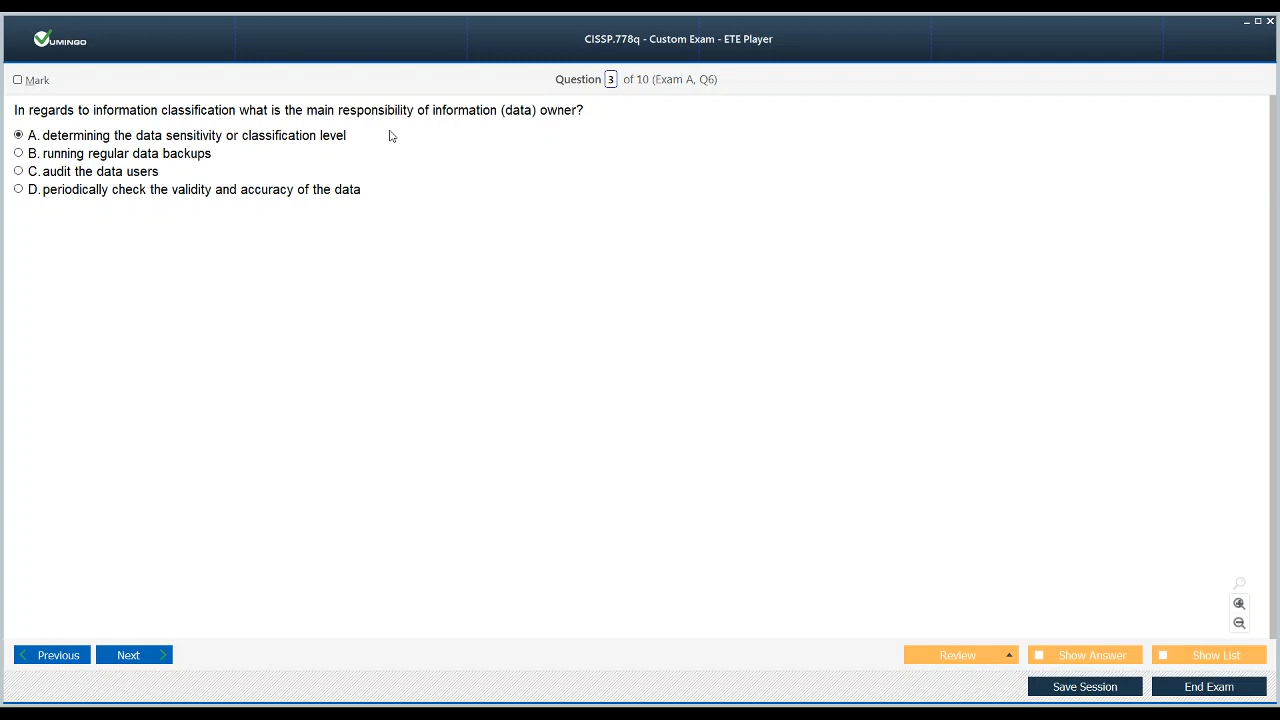 VUMINGO
CISSP.778q - Custom Exam - ETE Player
Mark
Question 3 of 10 (Exam A, Q6)
In regards to information classification what is the main responsibility of information (data) owner?
A. determining the data sensitivity or classification level
B. running regular data backups
C. audit the data users
D. periodically check the validity and accuracy of the data
Previous
Next
Review
Show Answer
Show List
Save Session
End Exam